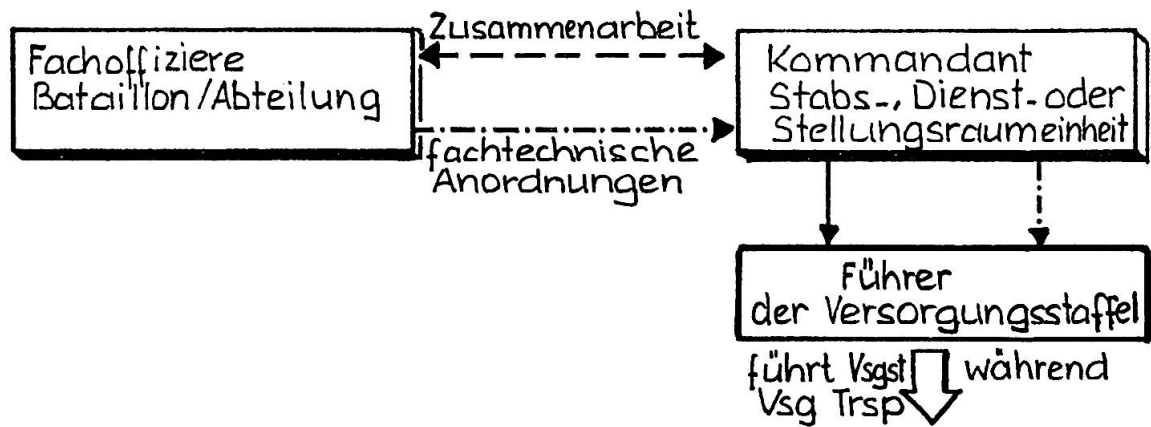 Zusammenarbeit
Fachoffiziere
Bataillon/Abteilung
Kommandant
Stabs-, Dienst- oder
Stellungsraumeinheit
fachtechnische
Anordnungen
Führer
der Versorgungsstaffel
führt Vsgst während
Vsg Trsp